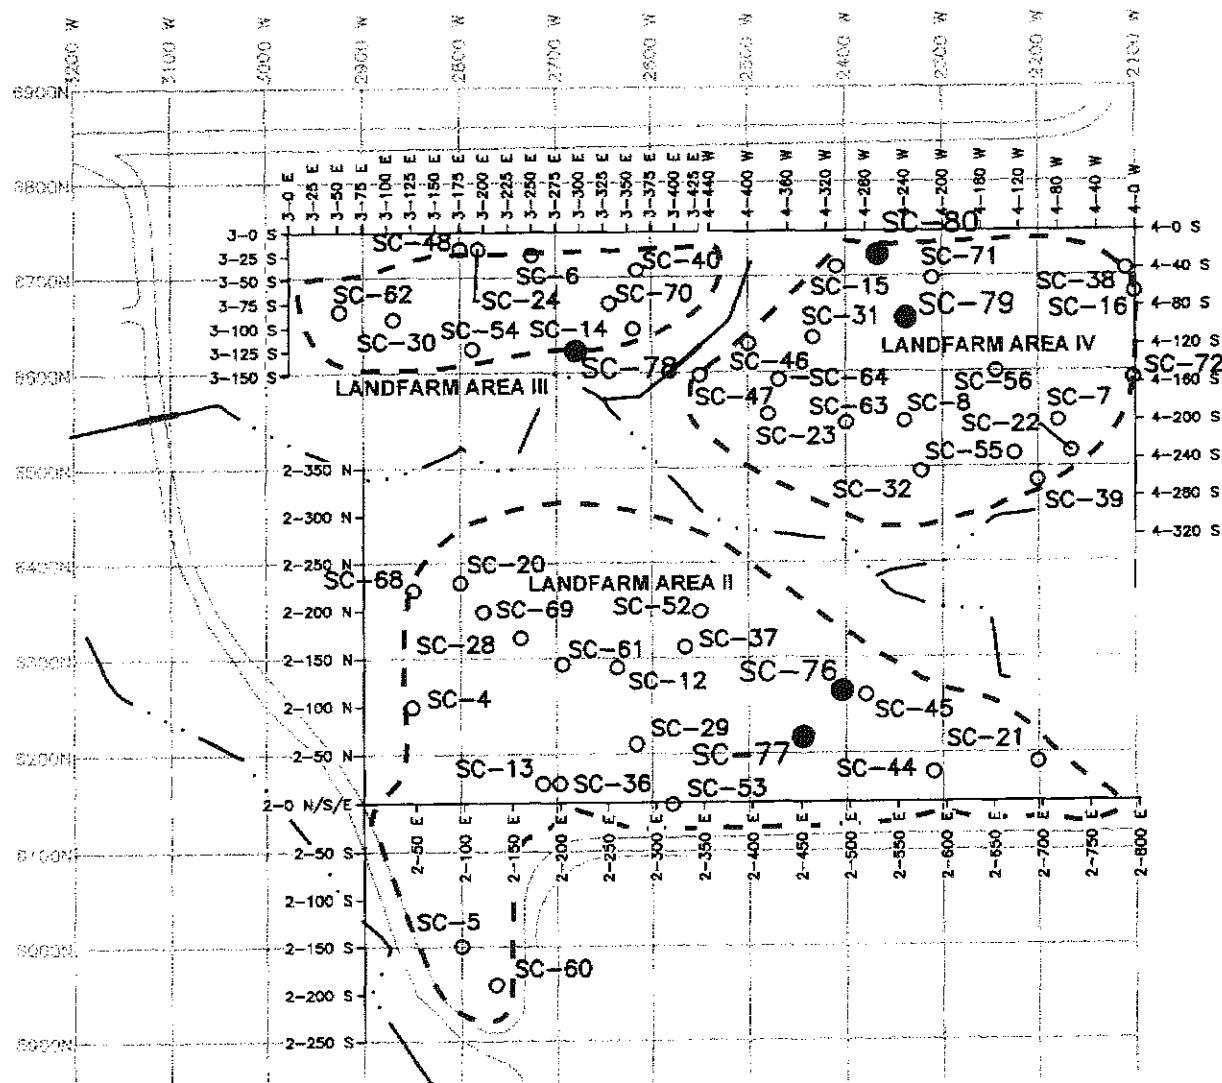 3200 W
3100 W
3000 W
2900 W
2800 W
2700 W
2600 W
2500 W
2400 W
2300 W
2200 W
2100 W
6900N
3-0 E
3-25 E
3-50 E
3-75 E
3-100 E
3-125 E
3-150 E
3-175 E
3-200 E
3-225 E
3-250 E
3-275 E
3-300 E
3-325 E
3-350 E
3-375 E
3-400 E
3-425 E
4-440 W
4-400 W
4-360 W
4-320 W
4-280 W
4-240 W
4-200 W
4-180 W
4-120 W
4-80 W
4-40 W
4-0 W
6800N
SC-80
3-0 S
SC-48
SC-40
SC-71
4-0 S
3-25 S
SC-6
SC-38
4-40 S
6700N
3-50 S
SC-62
SC-24
SC-70
SC-15
SC-79
SC-16
4-80 S
3-75 S
SC-54
SC-14
SC-31
3-100 S
SC-30
LANDFARM AREA IV
4-120 S
3-125 S
SC-78
SC-46
SC-72
3-150 S
6600N
LANDFARM AREA III
SC-64
SC-56
4-160 S
SC-47
SC-63
SC-8
SC-7
SC-22
4-200 S
SC-23
SC-55
4-240 S
6500N
2-350 N
SC-32
SC-39
4-280 S
2-300 N
4-320 S
6400N
2-250 N
SC-68
SC-20
LANDFARM AREA II
2-200 N
SC-69
SC-52
SC-28
SC-61
SC-37
6300N
2-150 N
SC-12
SC-76
2-100 N
SC-4
SC-45
SC-29
SC-21
6200N
2-50 N
SC-13
SC-36
SC-77
SC-44
SC-53
2-0 N/S/E
2-50 E
2-100 E
2-150 E
2-200 E
2-250 E
2-300 E
2-350 E
2-400 E
2-450 E
2-500 E
2-550 E
2-600 E
2-650 E
2-700 E
2-750 E
2-800 E
6100N
2-50 S
2-100 S
SC-5
6000N
2-150 S
SC-60
2-200 S
5900N
2-250 S